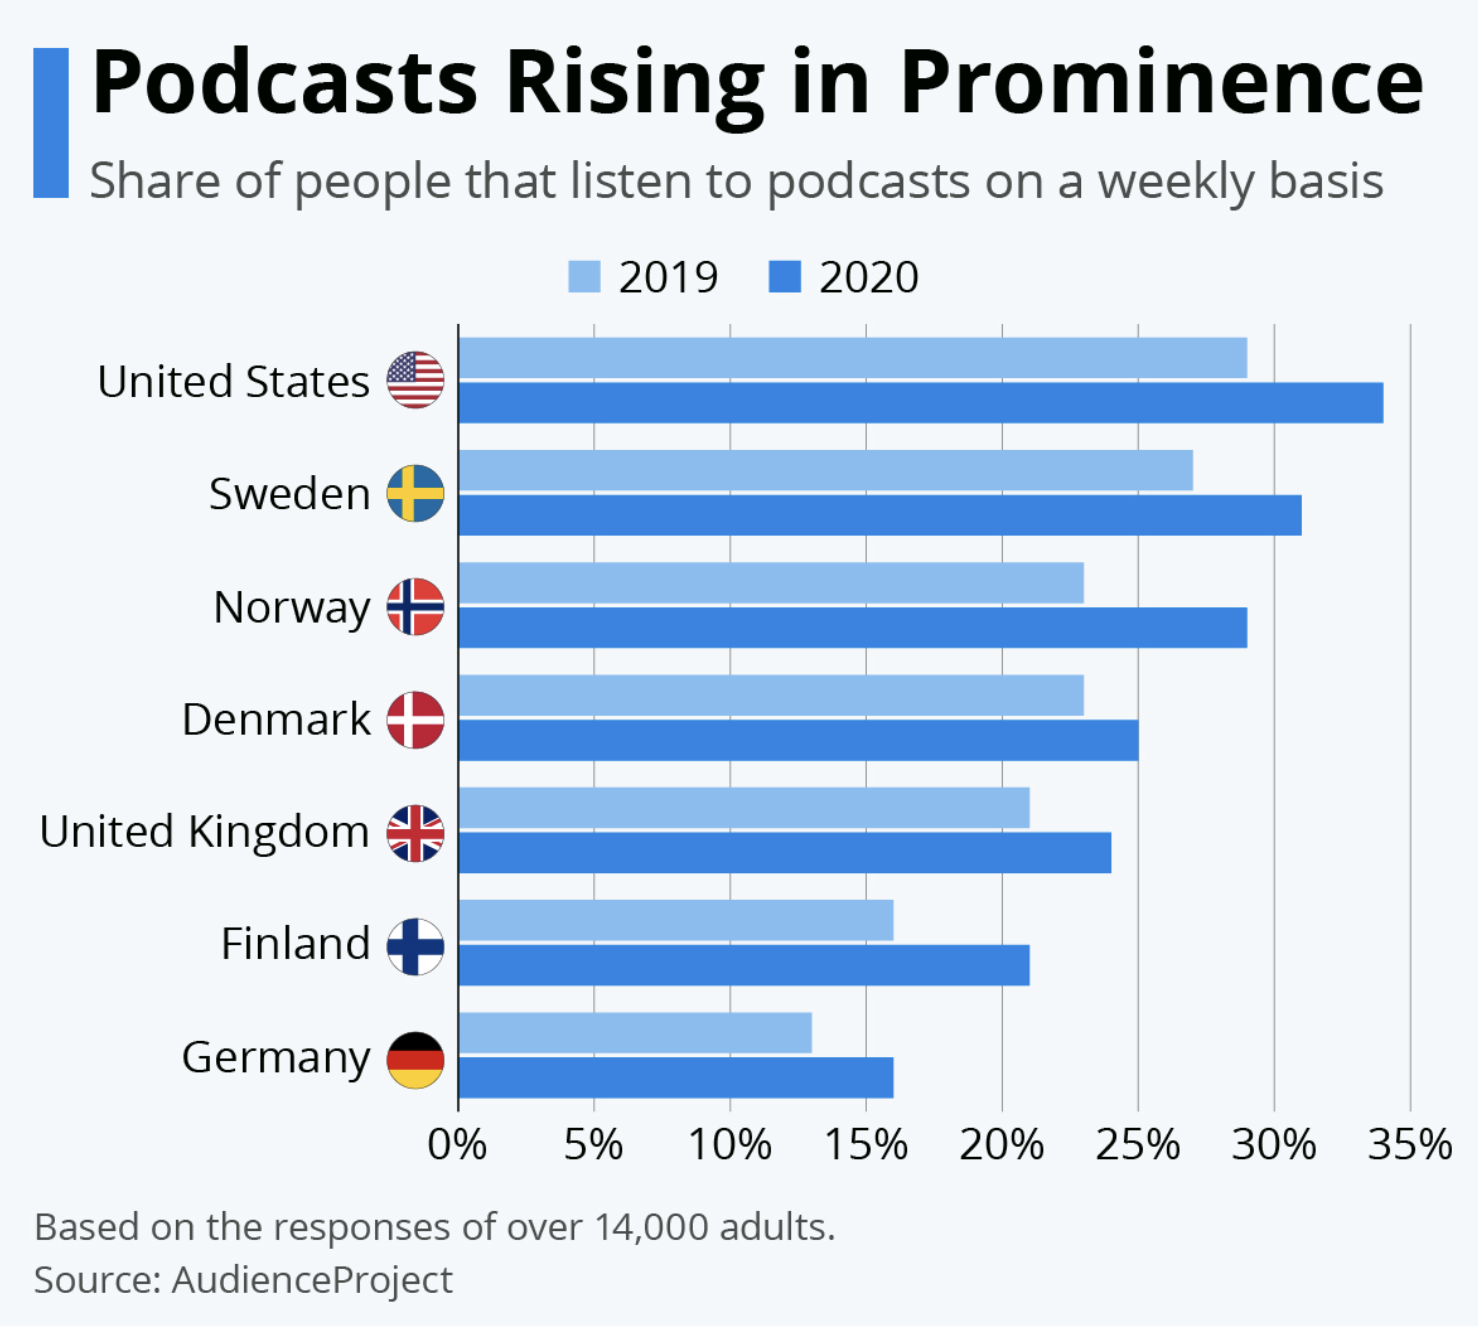 Podcasts Rising in Prominence
Share of people that listen to podcasts on a weekly basis
2019 2020
United States
Sweden
Norway
Denmark
United Kingdom
Finland
Germany
0% 5% 10% 15% 20% 25% 30% 35%
Based on the responses of over 14,000 adults.
Source: AudienceProject